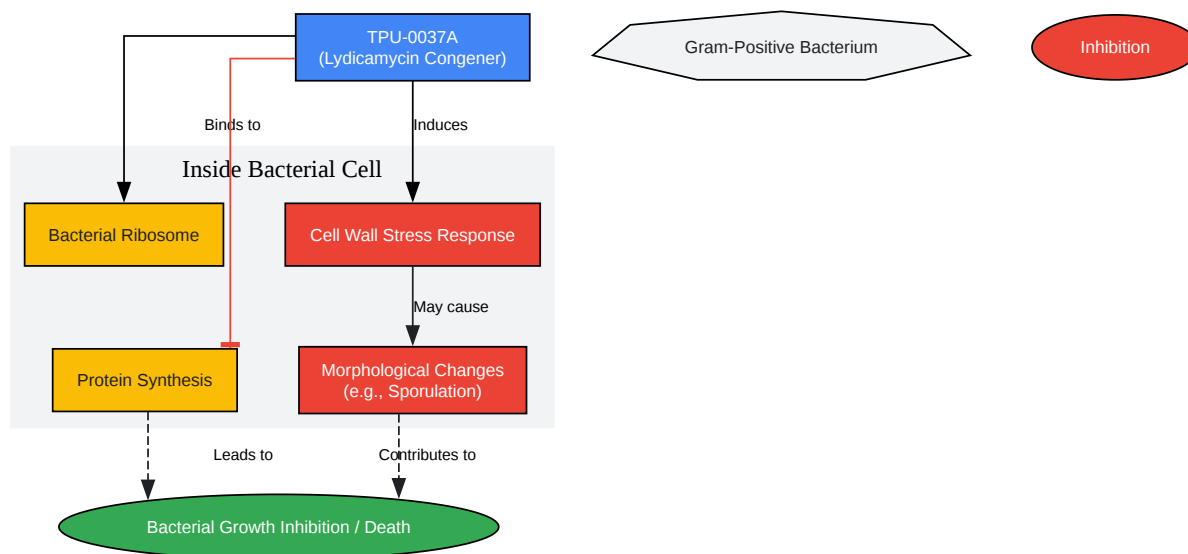 TPU-0037A
(Lydicamycin Congener)
Gram-Positive Bacterium
Inhibition
Binds to
Induces
Inside Bacterial Cell
Bacterial Ribosome
Cell Wall Stress Response
May cause
Protein Synthesis
Morphological Changes
(e.g., Sporulation)
Leads to
Contributes to
Bacterial Growth Inhibition / Death